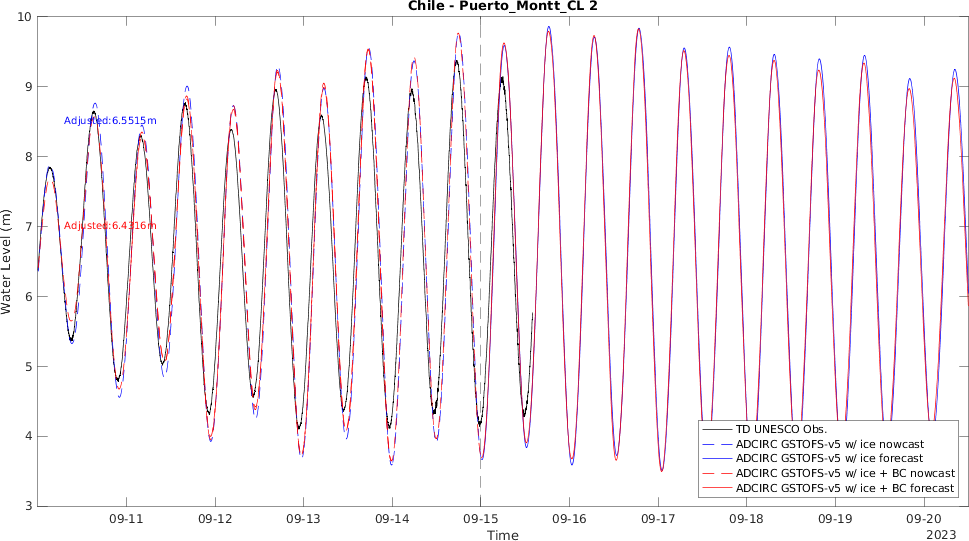 Chile - Puerto_Montt_CL 2
10
9
8
7
6
5
4
3
Water Level (m)
Adjusted:6.5515m
Adjusted:6.4316m
TD UNESCO Obs.
ADCIRC GSTOFS-v5 w/ ice nowcast
ADCIRC GSTOFS-v5 w/ ice forecast
ADCIRC GSTOFS-v5 w/ ice + BC nowcast
ADCIRC GSTOFS-v5 w/ ice + BC forecast
09-11 09-12 09-13 09-14 09-15 09-16 09-17 09-18 09-19 09-20
Time
2023